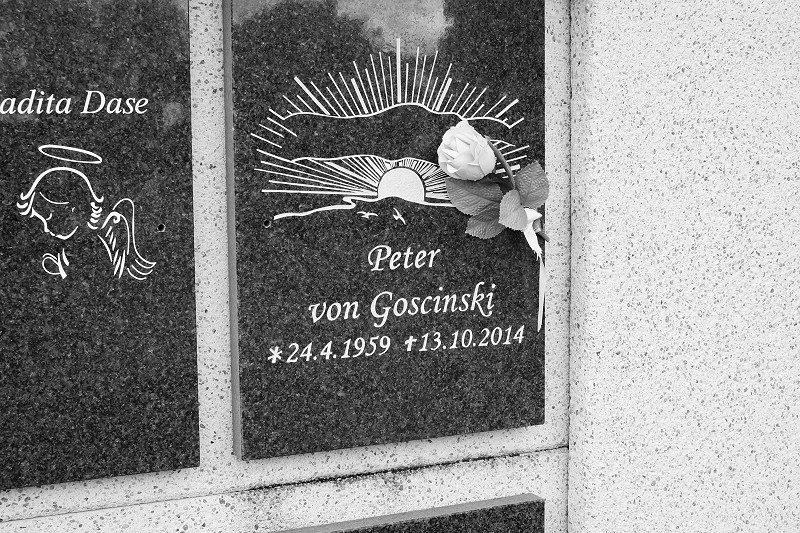 adita Dase
Peter
von Goscinski
*24.4.1959 ✝13.10.2014